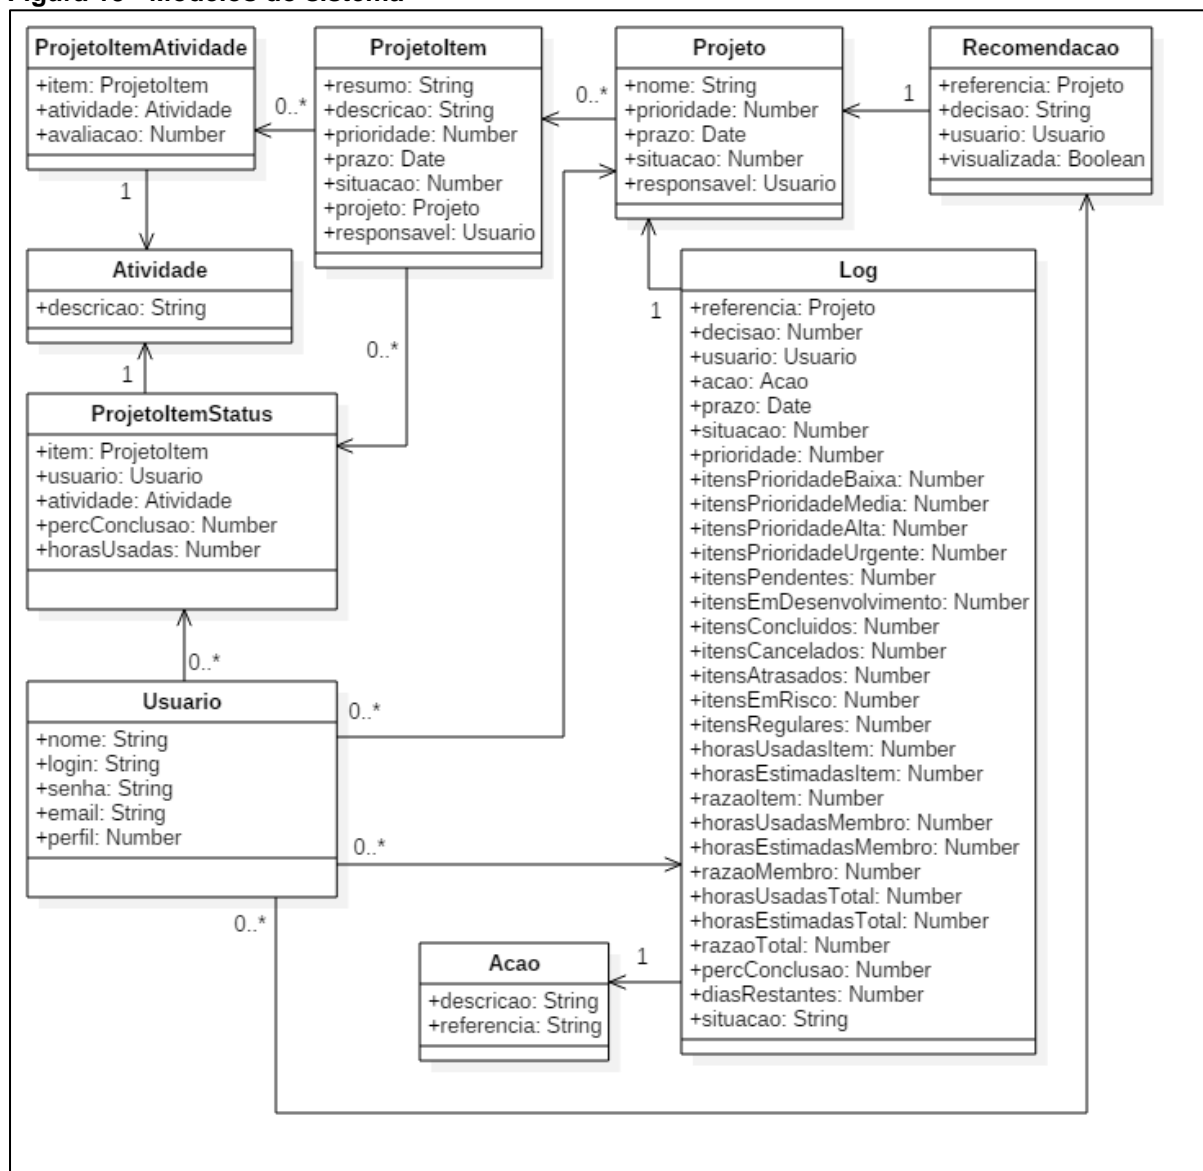 Figura 15 - Modelos do sistema
ProjetoItemAtividade
+item: ProjetoItem
+atividade: Atividade
+avaliacao: Number
0..*
1
ProjetoItem
+resumo: String
+descricao: String
+prioridade: Number
+prazo: Date
+situacao: Number
+projeto: Projeto
+responsavel: Usuario
0..*
0..*
Projeto
+nome: String
+prioridade: Number
+prazo: Date
+situacao: Number
+responsavel: Usuario
1
Recomendacao
+referencia: Projeto
+decisao: String
+usuario: Usuario
+visualizada: Boolean
Atividade
+descricao: String
1
ProjetoItemStatus
+item: ProjetoItem
+usuario: Usuario
+atividade: Atividade
+percConclusao: Number
+horasUsadas: Number
0..*
Usuario
+nome: String
+login: String
+senha: String
+email: String
+perfil: Number
0..*
0..*
0..*
1
Log
+referencia: Projeto
+decisao: Number
+usuario: Usuario
+acao: Acao
+prazo: Date
+situacao: Number
+prioridade: Number
+itensPrioridadeBaixa: Number
+itensPrioridadeMedia: Number
+itensPrioridadeAlta: Number
+itensPrioridadeUrgente: Number
+itensPendentes: Number
+itensEmDesenvolvimento: Number
+itensConcluidos: Number
+itensCancelados: Number
+itensAtrasados: Number
+itensEmRisco: Number
+itensRegulares: Number
+horasUsadasItem: Number
+horasEstimadasItem: Number
+razaoItem: Number
+horasUsadasMembro: Number
+horasEstimadasMembro: Number
+razaoMembro: Number
+horasUsadasTotal: Number
+horasEstimadasTotal: Number
+razaoTotal: Number
+percConclusao: Number
+diasRestantes: Number
+situacao: String
1
Acao
+descricao: String
+referencia: String